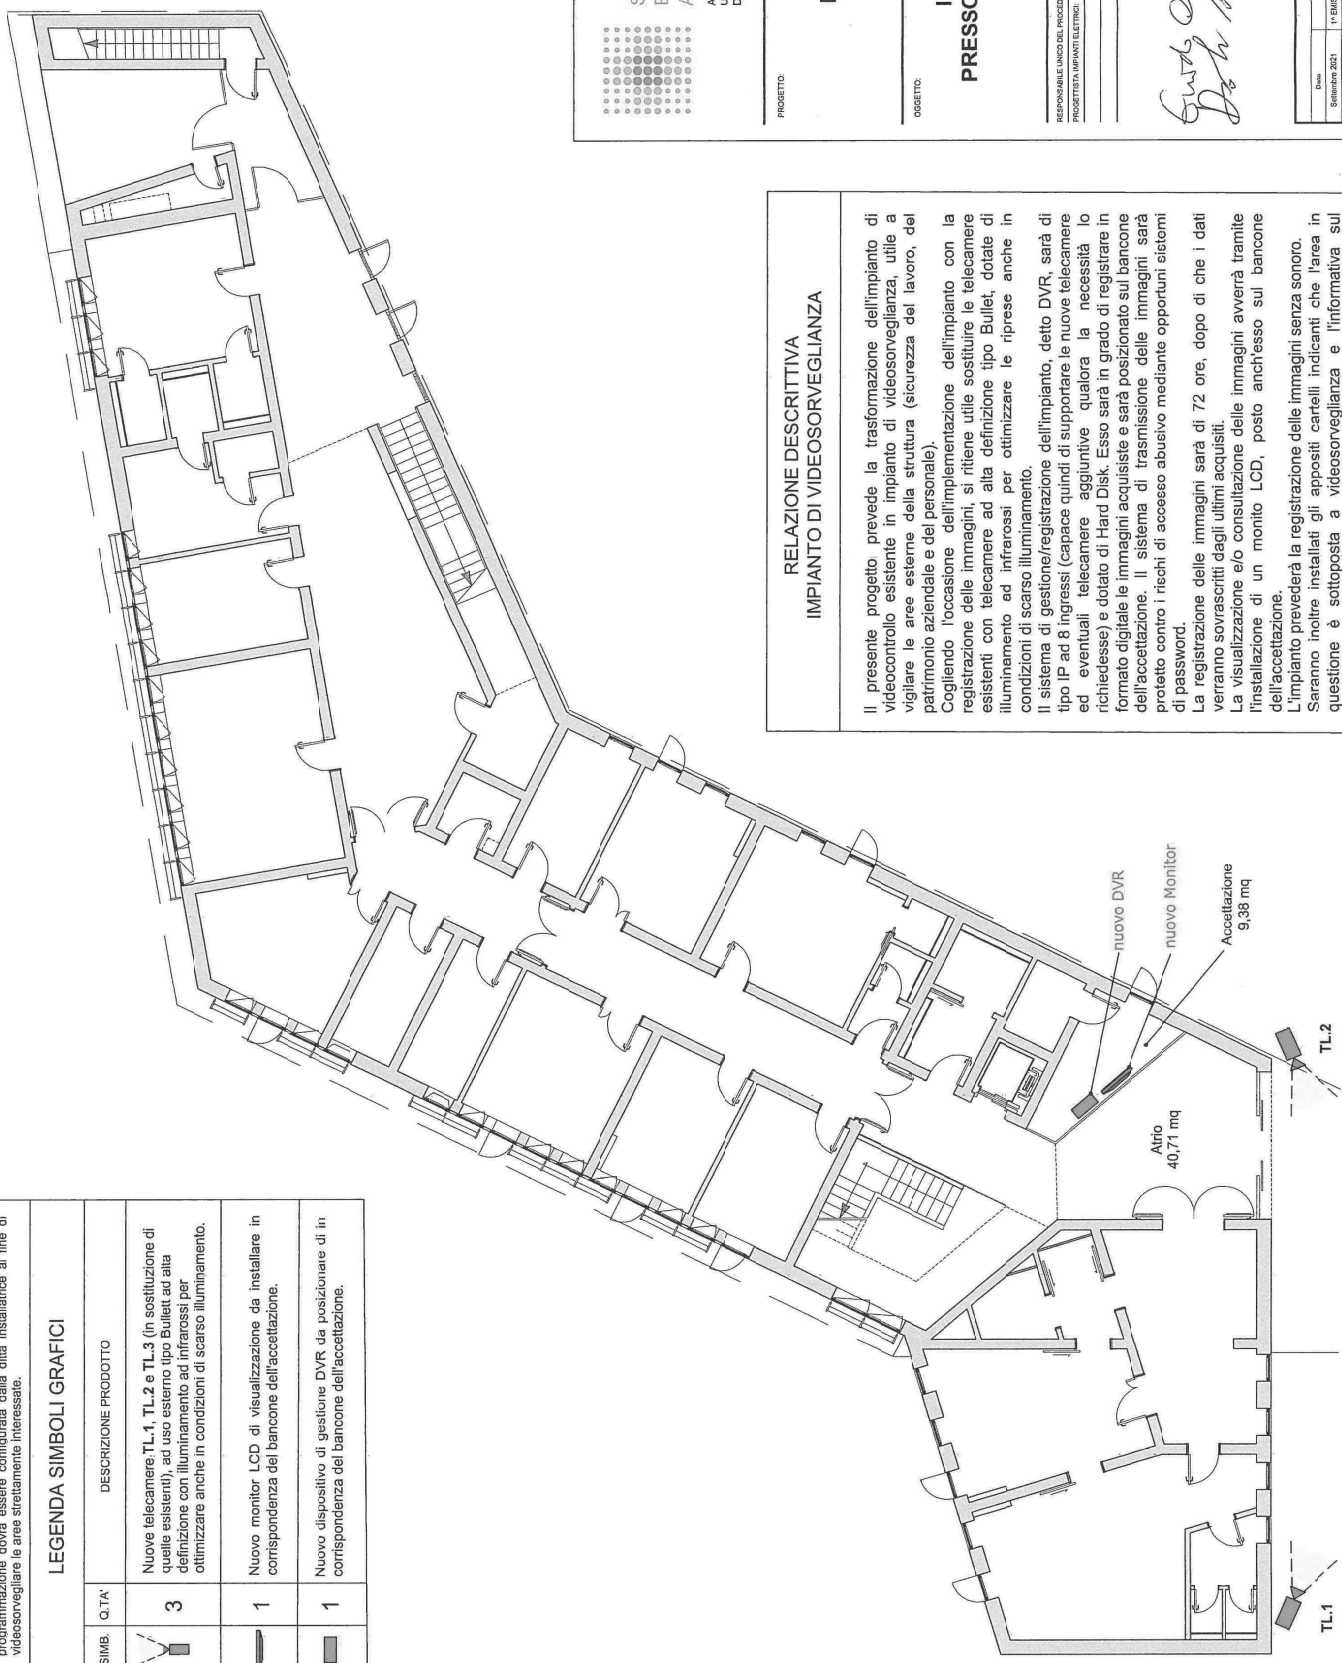 programmazione dovrà essere configurata dalla ditta installatrice al fine di
videosorvegliare le aree strettamente interessate.
LEGENDA SIMBOLI GRAFICI
SIMB. Q.TA' DESCRIZIONE PRODOTTO
3 Nuove telecamere TL.1, TL.2 e TL.3 (in sostituzione di
quelle esistenti), ad uso esterno tipo Bullett ad alta
definizione con illuminamento ad infrarossi per
ottimizzare anche in condizioni di scarso illuminamento.
1 Nuovo monitor LCD di visualizzazione da installare in
corrispondenza del bancone dell'accettazione.
1 Nuovo dispositivo di gestione DVR da posizionare di in
corrispondenza del bancone dell'accettazione.
nuovo DVR
nuovo Monitor
Accettazione
9,38 mq
Atrio
40,71 mq
TL.2
TL.1
RELAZIONE DESCRITTIVA
IMPIANTO DI VIDEOSORVEGLIANZA
Il presente progetto prevede la trasformazione dell'impianto di
videocontrollo esistente in impianto di videosorveglianza, utile a
vigilare le aree esterne della struttura (sicurezza del lavoro, del
patrimonio aziendale e del personale).
Cogliendo l'occasione dell'implementazione dell'impianto con la
registrazione delle immagini, si ritiene utile sostituire le telecamere
esistenti con telecamere ad alta definizione tipo Bullet, dotate di
illuminamento ad infrarossi per ottimizzare le riprese anche in
condizioni di scarso illuminamento.
Il sistema di gestione/registrazione dell'impianto, detto DVR, sarà di
tipo IP ad 8 ingressi (capace quindi di supportare le nuove telecamere
ed eventuali telecamere aggiuntive qualora la necessità lo
richiedesse) e dotato di Hard Disk. Esso sarà in grado di registrare in
formato digitale le immagini acquisiste e sarà posizionato sul bancone
dell'accettazione. Il sistema di trasmissione delle immagini sarà
protetto contro i rischi di accesso abusivo mediante opportuni sistemi
di password.
La registrazione delle immagini sarà di 72 ore, dopo di che i dati
verranno sovrascritti dagli ultimi acquisiti.
La visualizzazione e/o consultazione delle immagini avverrà tramite
l'installazione di un monito LCD, posto anch'esso sul bancone
dell'accettazione.
L'impianto prevederà la registrazione delle immagini senza sonoro.
Saranno inoltre installati gli appositi cartelli indicanti che l'area in
questione è sottoposta a videosorveglianza e l'informativa sul
PROGETTO:
OGGETTO:
PRESSO
RESPONSABILE UNICO DEL PROCED
PROGETTISTA IMPIANTI ELETTRICI:
Data
Settembre 2021 1^ EMIS